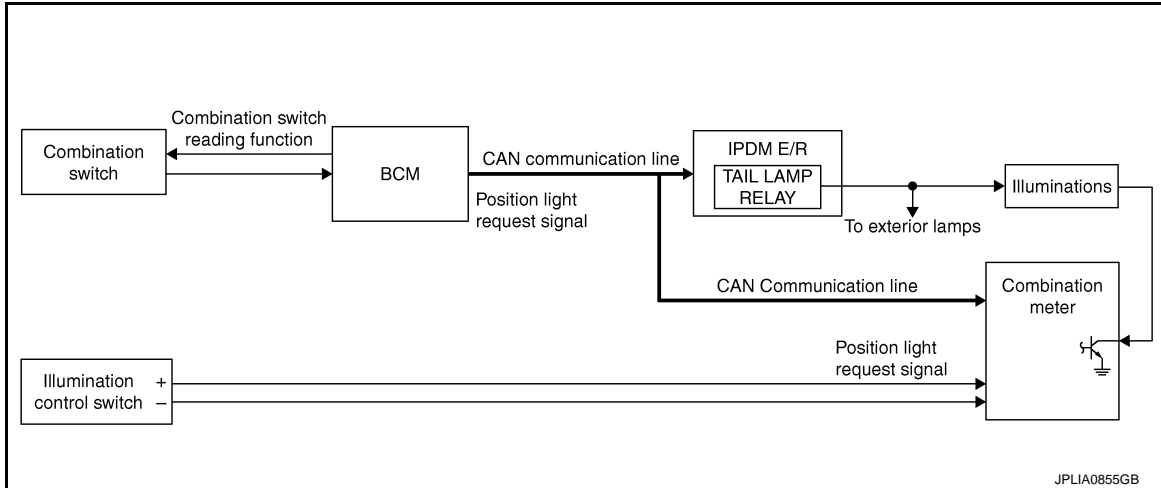 Combination switch
reading function
Combination
switch
BCM
CAN communication line
Position light
request signal
IPDM E/R
TAIL LAMP
RELAY
To exterior lamps
Illuminations
CAN Communication line
Combination
meter
Position light
request signal
Illumination +
control switch –
JPLIA0855GB